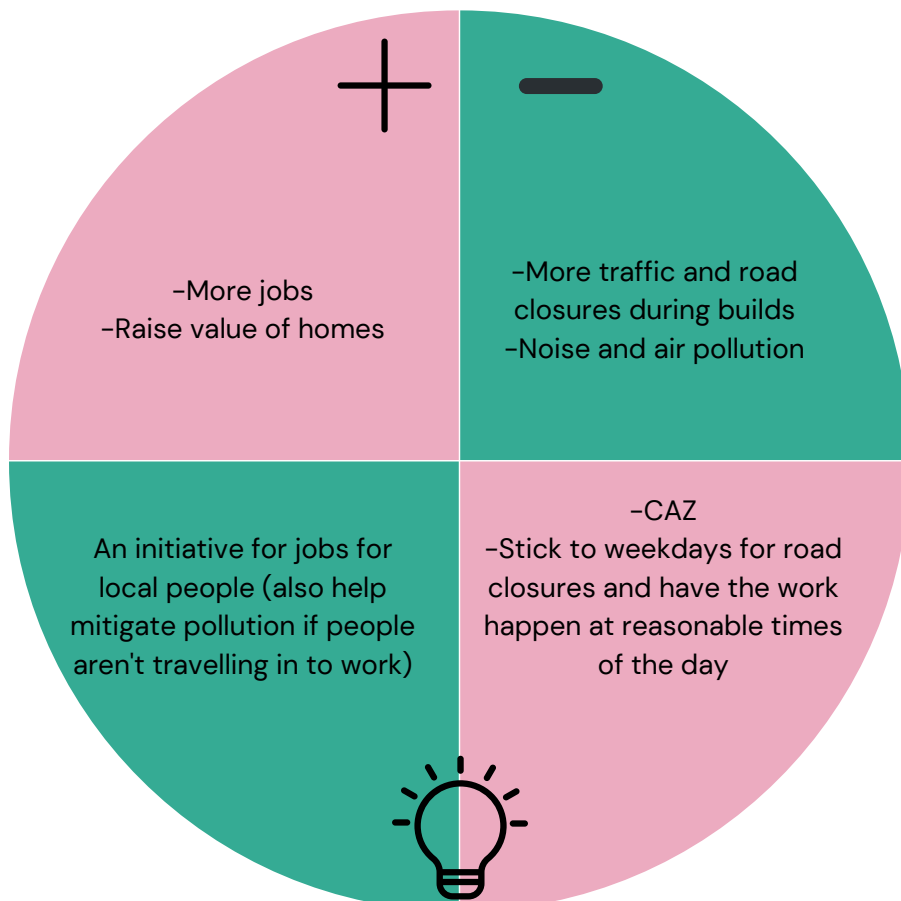 -More jobs
-Raise value of homes
-More traffic and road
closures during builds
-Noise and air pollution
An initiative for jobs for
local people (also help
mitigate pollution if people
aren't travelling in to work)
-CAZ
-Stick to weekdays for road
closures and have the work
happen at reasonable times
of the day